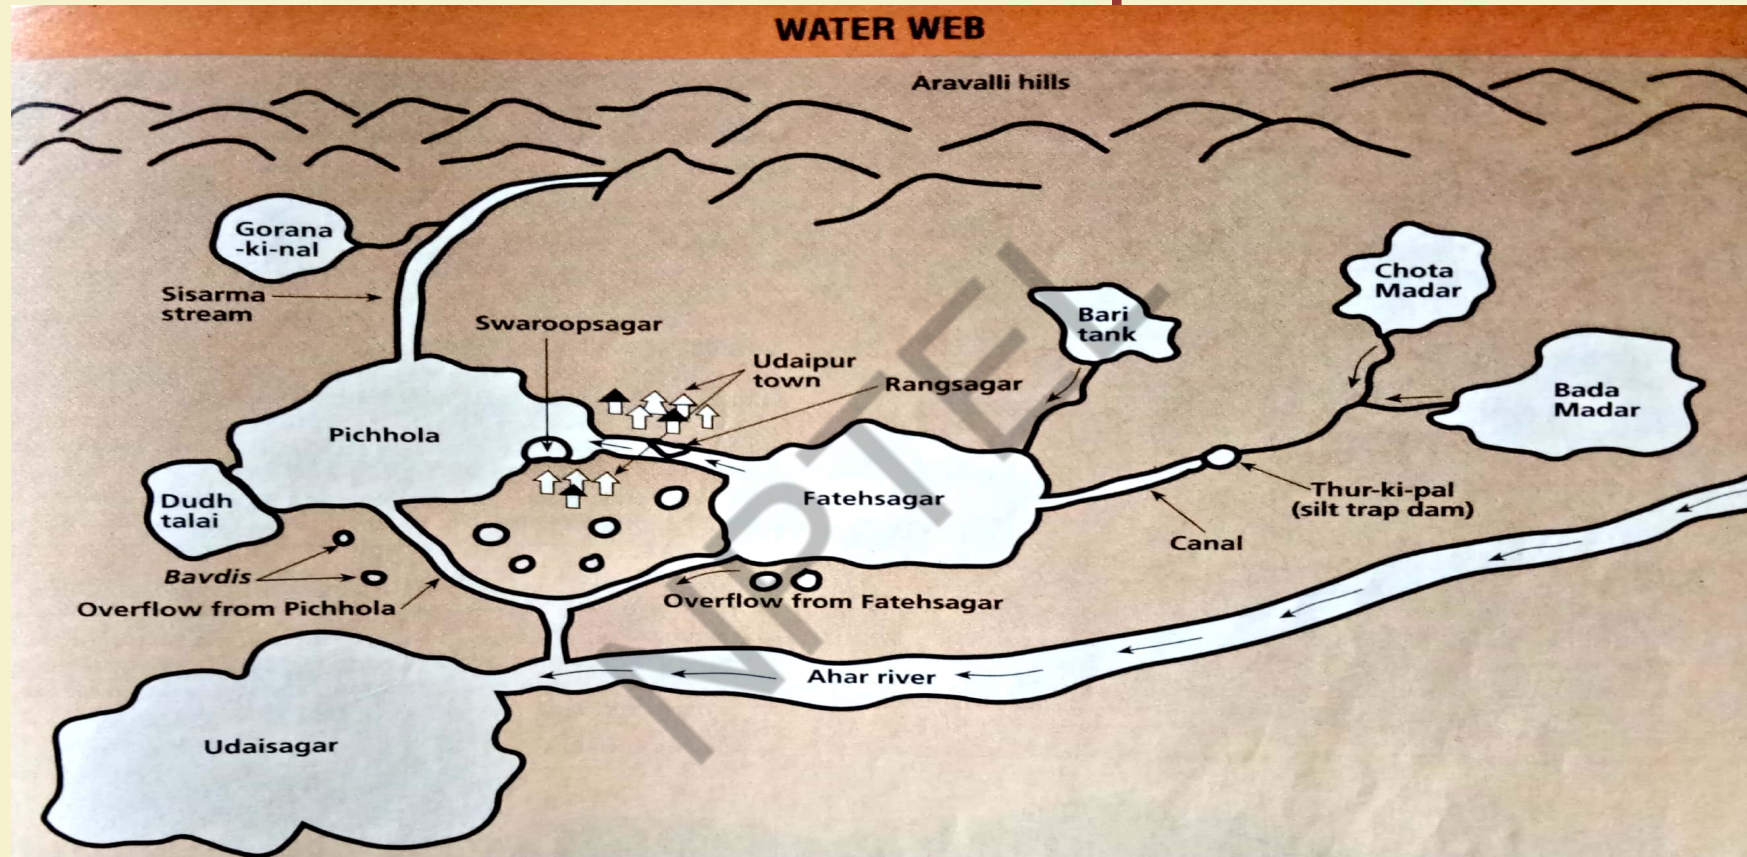 WATER WEB
Aravalli hills
Gorana
-ki-nal
Sisarma
stream
Swaroopsagar
Udaipur
town
Rangsagar
Bari
tank
Chota
Madar
Bada
Madar
Pichhola
Dudh
talai
Fatehsagar
Thur-ki-pal
(silt trap dam)
Canal
Bavdis
Overflow from Pichhola
Overflow from Fatehsagar
Ahar river
Udaisagar
NPTEL